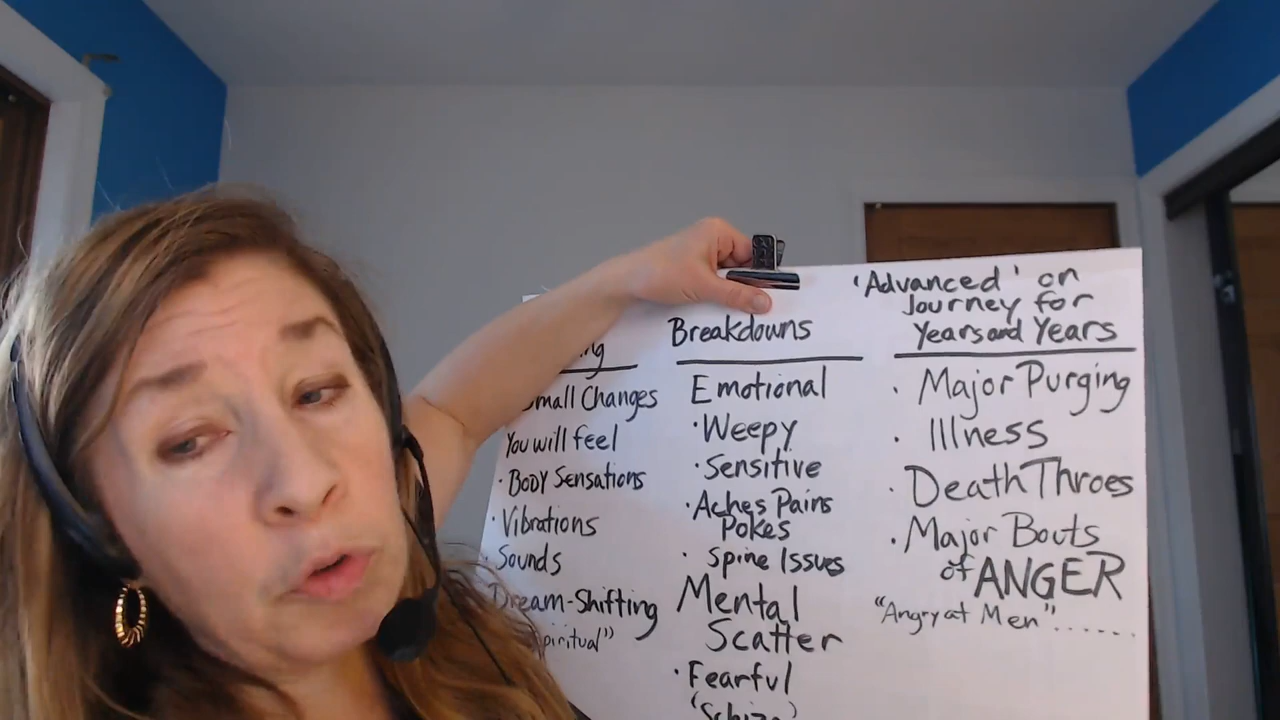 Small Changes
You will feel
· Body Sensations
· Vibrations
· Sounds
Dream-Shifting
Breakdowns
Emotional
· Weepy
· Sensitive
· Aches Pains
Pokes
· Spine Issues
Mental
Scatter
· Fearful
'Advanced' on
Journey for
Years and Years
· Major Purging
· Illness
· Death Throes
· Major Bouts
of ANGER
"Angry at Men"......